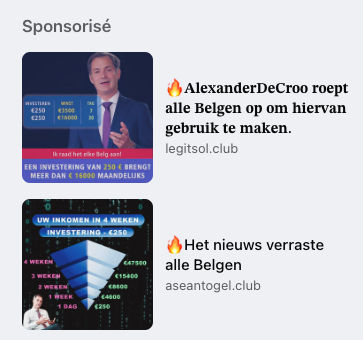 Sponsorisé
🔥AlexanderDeCroo roept
alle Belgen op om hiervan
gebruik te maken.
legitsol.club
INVESTEREN WINST TAX
€250 €3500 7
€250 €16000 30
Ik raad het elke Belg aan!
EEN INVESTERING VAN 250 € BRENGT
MEER DAN € 16000 MAANDELIJKS
🔥Het nieuws verraste
alle Belgen
aseantogel.club
UW INKOMEN IN 4 WEKEN
INVESTERING - €250
4 WEKEN €47500
3 WEKEN €15400
2 WEKEN €8600
1 WEEK €4600
1 DAG €250